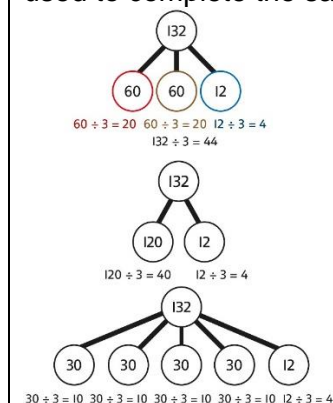 used to complete the ca
132
60 60 12
60 ÷ 3 = 20 60 ÷ 3 = 20 12 ÷ 3 = 4
132 ÷ 3 = 44
132
120 12
120 ÷ 3 = 40 12 ÷ 3 = 4
132
30 30 30 30 12
30 ÷ 3 = 10 30 ÷ 3 = 10 30 ÷ 3 = 10 30 ÷ 3 = 10 12 ÷ 3 = 4